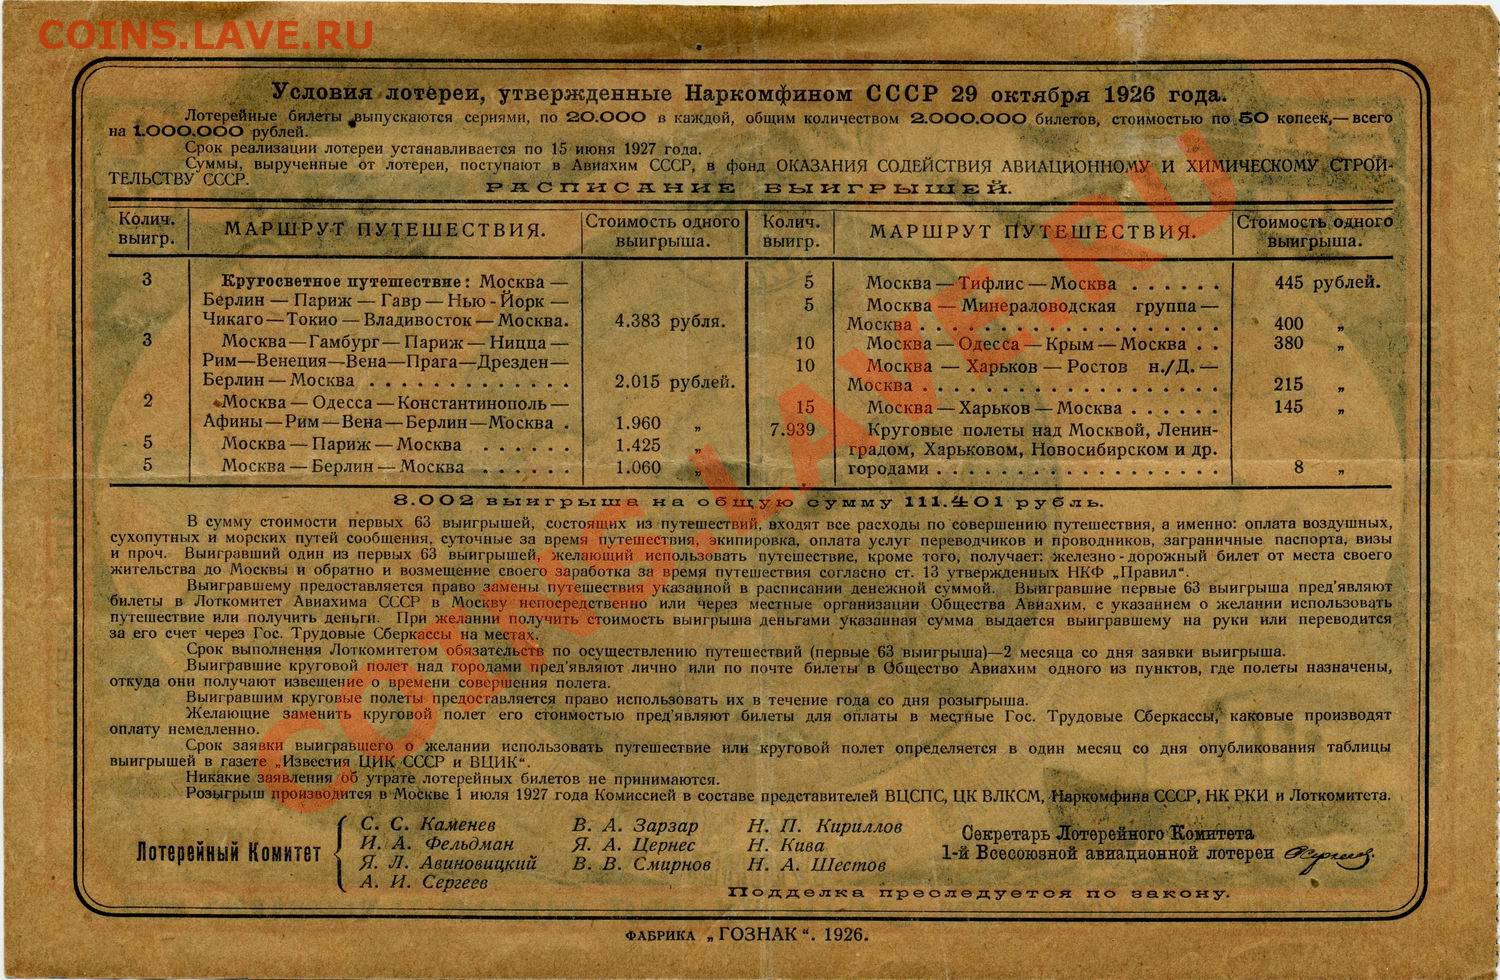 COINS.LAVE.RU
Условия лотереи, утвержденные Наркомфином СССР 29 октября 1926 года.
Лотерейные билеты выпускаются сериями, по 20.000 в каждой, общим количеством 2.000.000 билетов, стоимостью по 50 копеек,— всего
на 1.000.000 рублей.
Срок реализации лотереи устанавливается по 15 июня 1927 года.
Суммы, вырученные от лотереи, поступают в Авиахим СССР, в фонд ОКАЗАНИЯ СОДЕЙСТВИЯ АВИАЦИОННОМУ И ХИМИЧЕСКОМУ СТРОИ-
ТЕЛЬСТВУ СССР.
РАСПИСАНИЕ ВЫИГРЫШЕЙ.
Колич. выигр. МАРШРУТ ПУТЕШЕСТВИЯ. Стоимость одного выигрыша.
3 Кругосветное путешествие: Москва —
Берлин — Париж — Гавр — Нью-Йорк —
Чикаго—Токио — Владивосток — Москва. 4.383 рубля.
3 Москва—Гамбург— Париж — Ницца —
Рим—Венеция—Вена—Прага—Дрезден—
Берлин — Москва . . . . . . . . . . . . . 2.015 рублей.
2 Москва—Одесса—Константинополь—
Афины—Рим—Вена—Берлин—Москва . 1.960 „
5 Москва — Париж — Москва . . . . . . 1.425 „
5 Москва — Берлин — Москва . . . . . . 1.060 „
Колич. выигр. МАРШРУТ ПУТЕШЕСТВИЯ. Стоимость одного выигрыша.
5 Москва — Тифлис — Москва . . . . . . 445 рублей.
5 Москва — Минераловодская группа —
Москва . . . . . . . . . . . . . . . . . . 400 „
10 Москва—Одесса—Крым—Москва . . 380 „
10 Москва — Харьков — Ростов н./Д. —
Москва . . . . . . . . . . . . . . . . . . 215 „
15 Москва — Харьков — Москва . . . . . . 145 „
7.939 Круговые полеты над Москвой, Ленин-
градом, Харьковом, Новосибирском и др.
городами . . . . . . . . . . . . . . . . . 8 „
8.002 выигрыша на общую сумму 111.401 рубль.
В сумму стоимости первых 63 выигрышей, состоящих из путешествий, входят все расходы по совершению путешествия, а именно: оплата воздушных,
сухопутных и морских путей сообщения, суточные за время путешествия, экипировка, оплата услуг переводчиков и проводников, заграничные паспорта, визы
и проч. Выигравший один из первых 63 выигрышей, желающий использовать путешествие, кроме того, получает: железно-дорожный билет от места своего
жительства до Москвы и обратно и возмещение своего заработка за время путешествия согласно ст. 13 утвержденных НКФ „Правил“.
Выигравшему предоставляется право замены путешествия указанной в расписании денежной суммой. Выигравшие первые 63 выигрыша пред'являют
билеты в Лоткомитет Авиахима СССР в Москву непосредственно или через местные организации Общества Авиахим, с указанием о желании использовать
путешествие или получить деньги. При желании получить стоимость выигрыша деньгами указанная сумма выдается выигравшему на руки или переводится
за его счет через Гос. Трудовые Сберкассы на местах.
Срок выполнения Лоткомитетом обязательств по осуществлению путешествий (первые 63 выигрыша)—2 месяца со дня заявки выигрыша.
Выигравшие круговой полет над городами пред'являют лично или по почте билеты в Общество Авиахим одного из пунктов, где полеты назначены,
откуда они получают извещение о времени совершения полета.
Выигравшим круговые полеты предоставляется право использовать их в течение года со дня розыгрыша.
Желающие заменить круговой полет его стоимостью пред'являют билеты для оплаты в местные Гос. Трудовые Сберкассы, каковые производят
оплату немедленно.
Срок заявки выигравшего о желании использовать путешествие или круговой полет определяется в один месяц со дня опубликования таблицы
выигрышей в газете „Известия ЦИК СССР и ВЦИК“.
Никакие заявления об утрате лотерейных билетов не принимаются.
Розыгрыш производится в Москве 1 июля 1927 года Комиссией в составе представителей ВЦСПС, ЦК ВЛКСМ, Наркомфина СССР, НК РКИ и Лоткомитета.
Лотерейный Комитет
С. С. Каменев В. А. Зарзар Н. П. Кириллов
И. А. Фельдман Я. А. Цернес Н. Кива
Я. Л. Авиновицкий В. В. Смирнов Н. А. Шестов
А. И. Сергеев
Секретарь Лотерейного Комитета
1-й Всесоюзной авиационной лотереи
Подделка преследуется по закону.
ФАБРИКА „ГОЗНАК“. 1926.
COINS.LAVE.RU